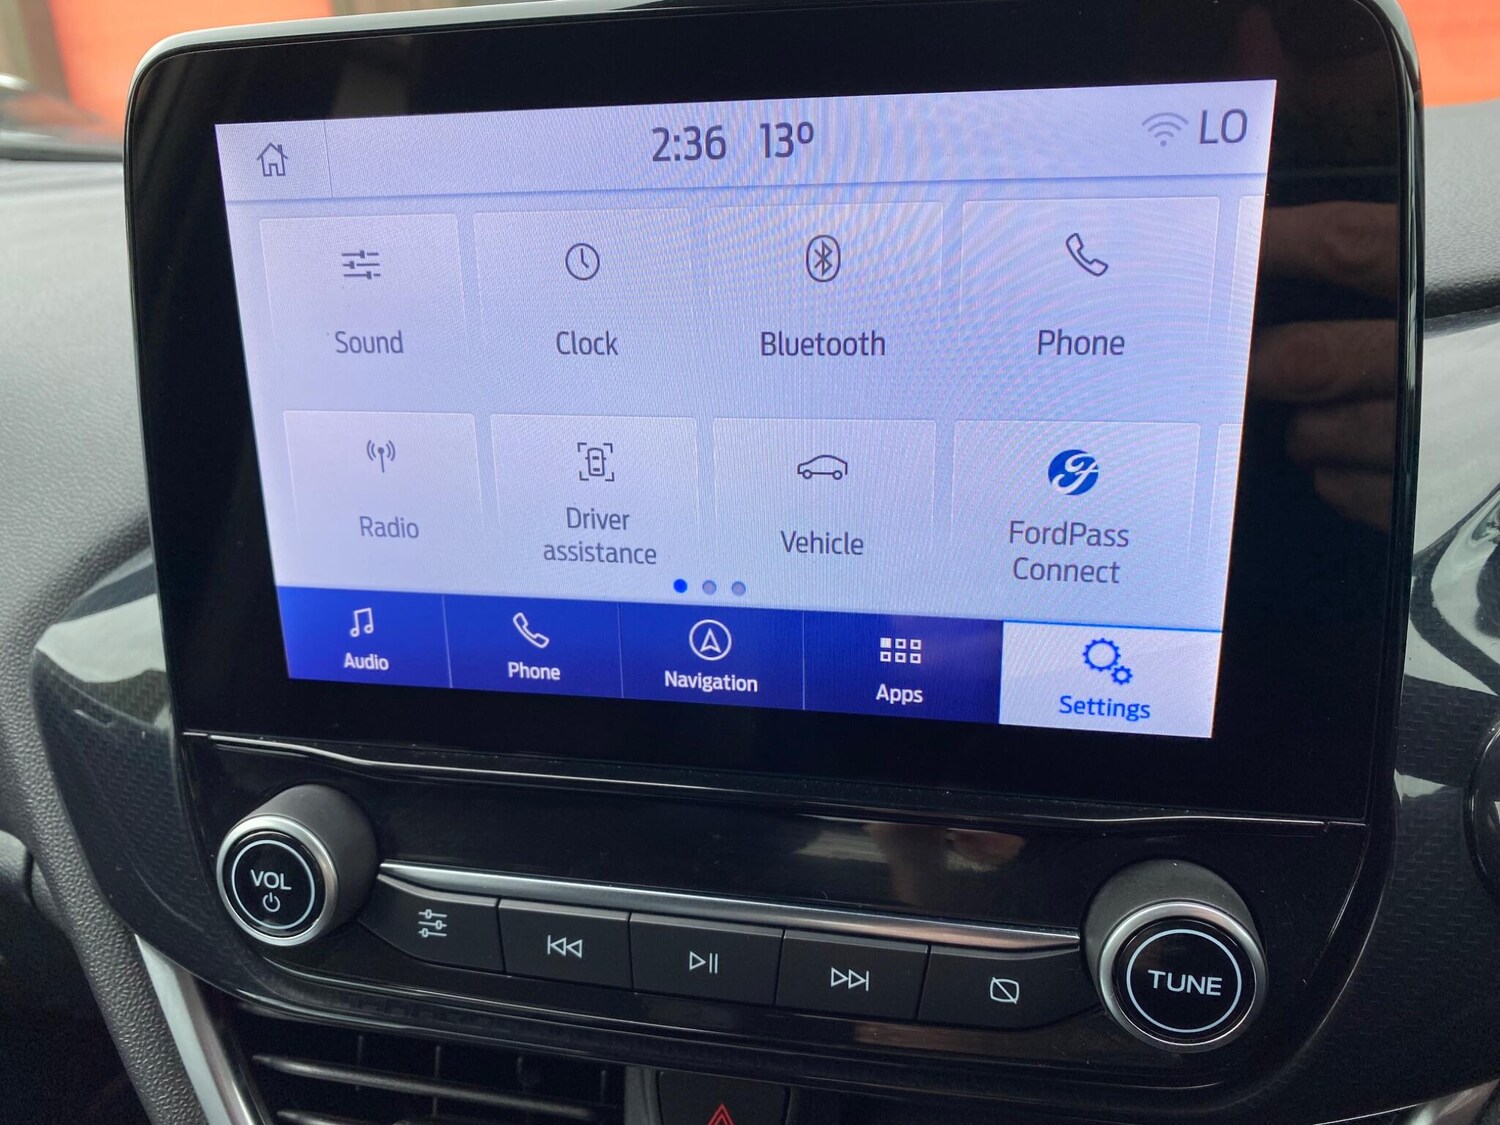 2:36 13° LO
Sound Clock Bluetooth Phone
Radio Driver assistance Vehicle FordPass Connect
Audio Phone Navigation Apps Settings
VOL
TUNE